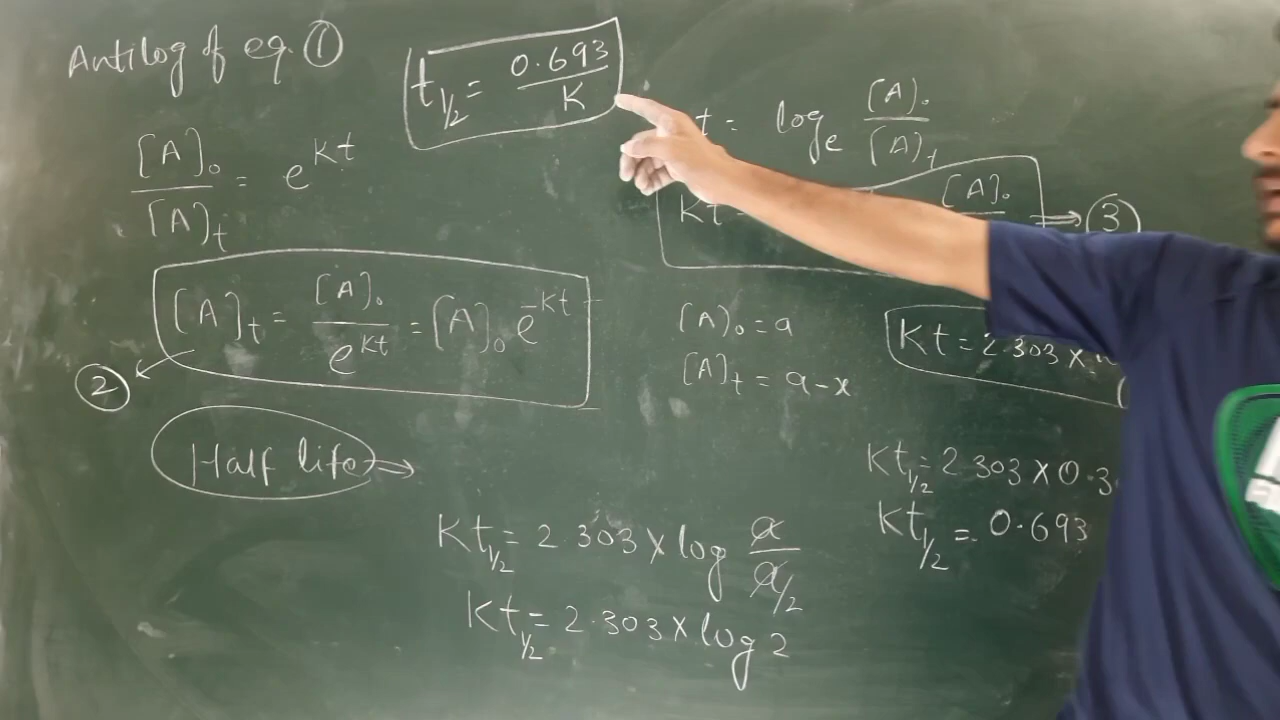 Antilog of eq. ①
t1/2 = 0.693/K
[A]₀/[A]t = e^Kt
[A]t = [A]₀/e^Kt = [A]₀ e^-Kt
②
Half life →
Kt1/2 = 2.303 X log a/a/2
Kt1/2 = 2.303 X log 2
t = logₑ [A]₀/[A]t
Kt [A]₀ → ③
[A]₀ = a
[A]t = a-x
Kt = 2.303 X
Kt1/2 = 2.303 X 0.3
Kt1/2 = 0.693